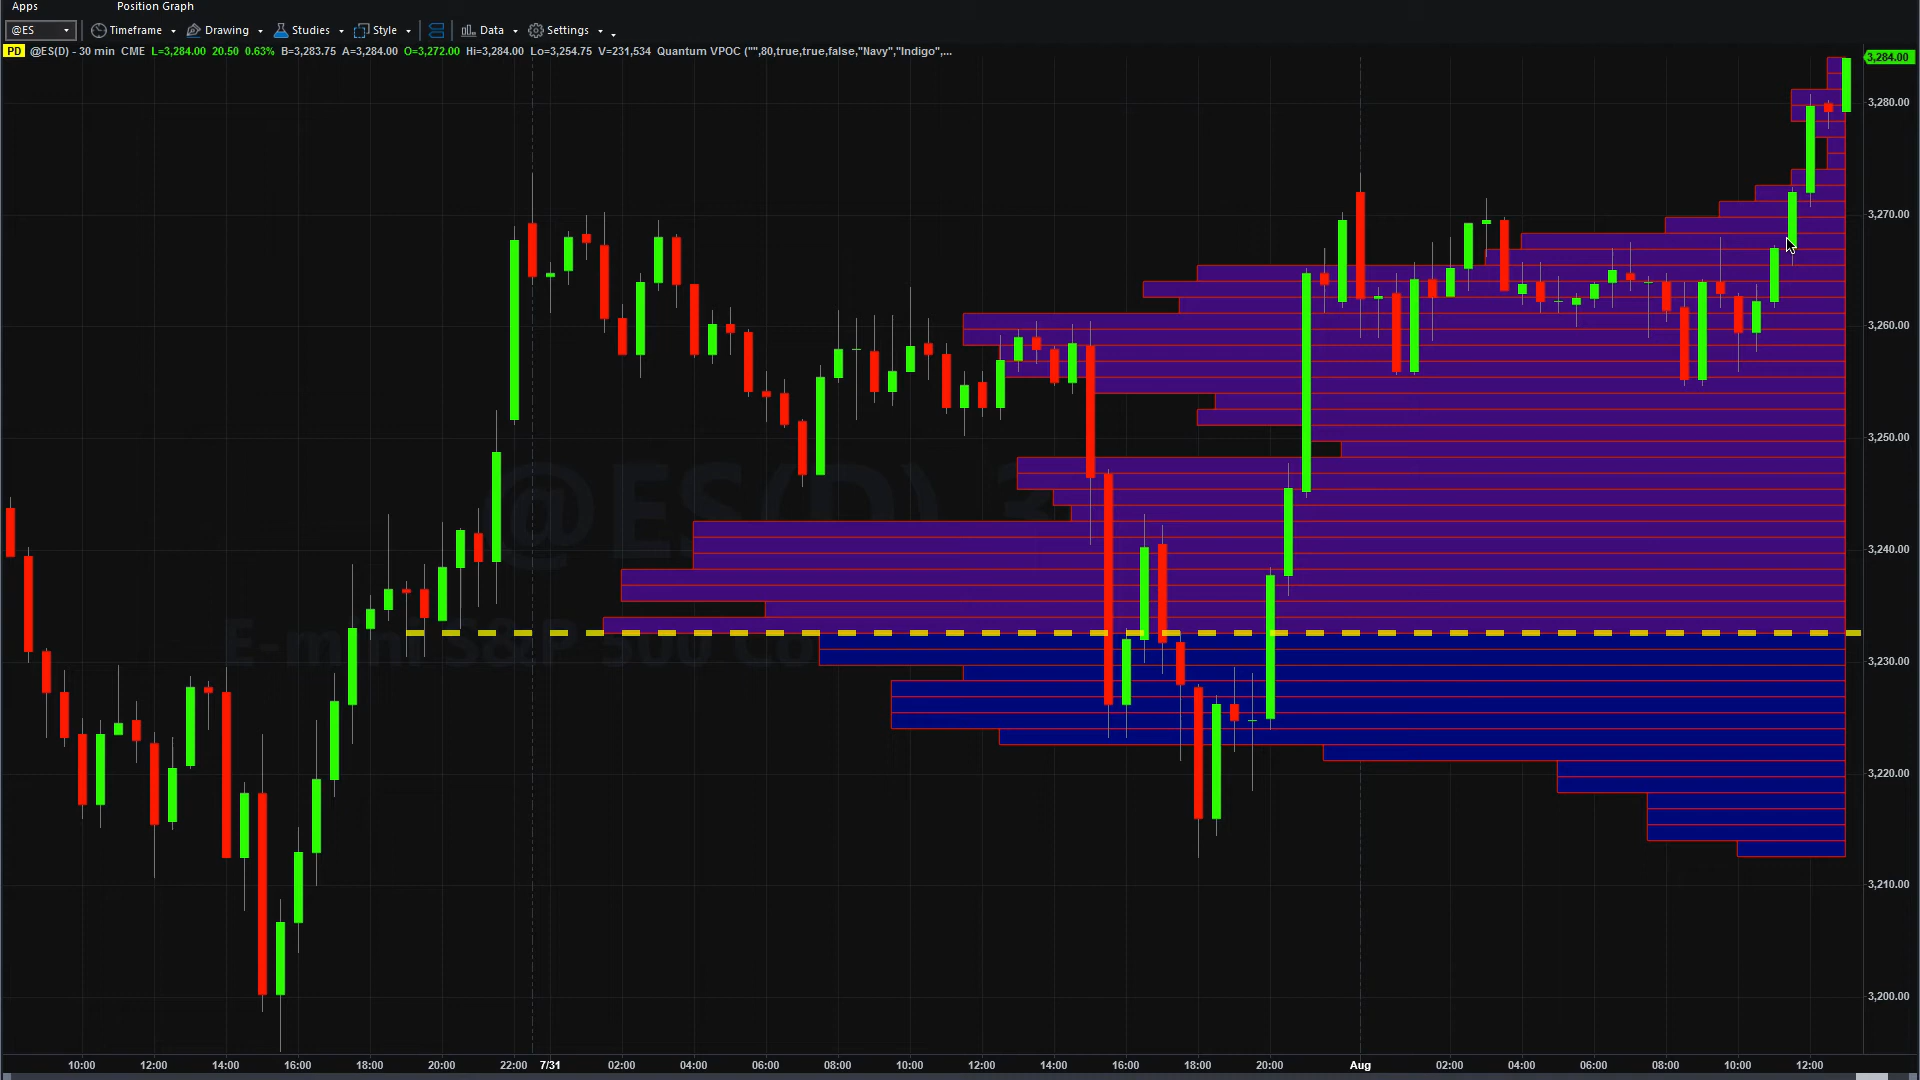 Apps Position Graph
@ES Timeframe Drawing Studies Style Data Settings
PD @ES(D) - 30 min CME L=3,284.00 20.50 0.63% B=3,283.75 A=3,284.00 O=3,272.00 Hi=3,284.00 Lo=3,254.75 V=231,534 Quantum VPOC ("",80,true,true,false,"Navy","Indigo",...
3,284.00
3,280.00
3,270.00
3,260.00
3,250.00
@ES(D)
3,240.00
E-mini S&P 500 Co
3,230.00
3,220.00
3,210.00
3,200.00
10:00 12:00 14:00 16:00 18:00 20:00 22:00 7/31 02:00 04:00 06:00 08:00 10:00 12:00 14:00 16:00 18:00 20:00 Aug 02:00 04:00 06:00 08:00 10:00 12:00